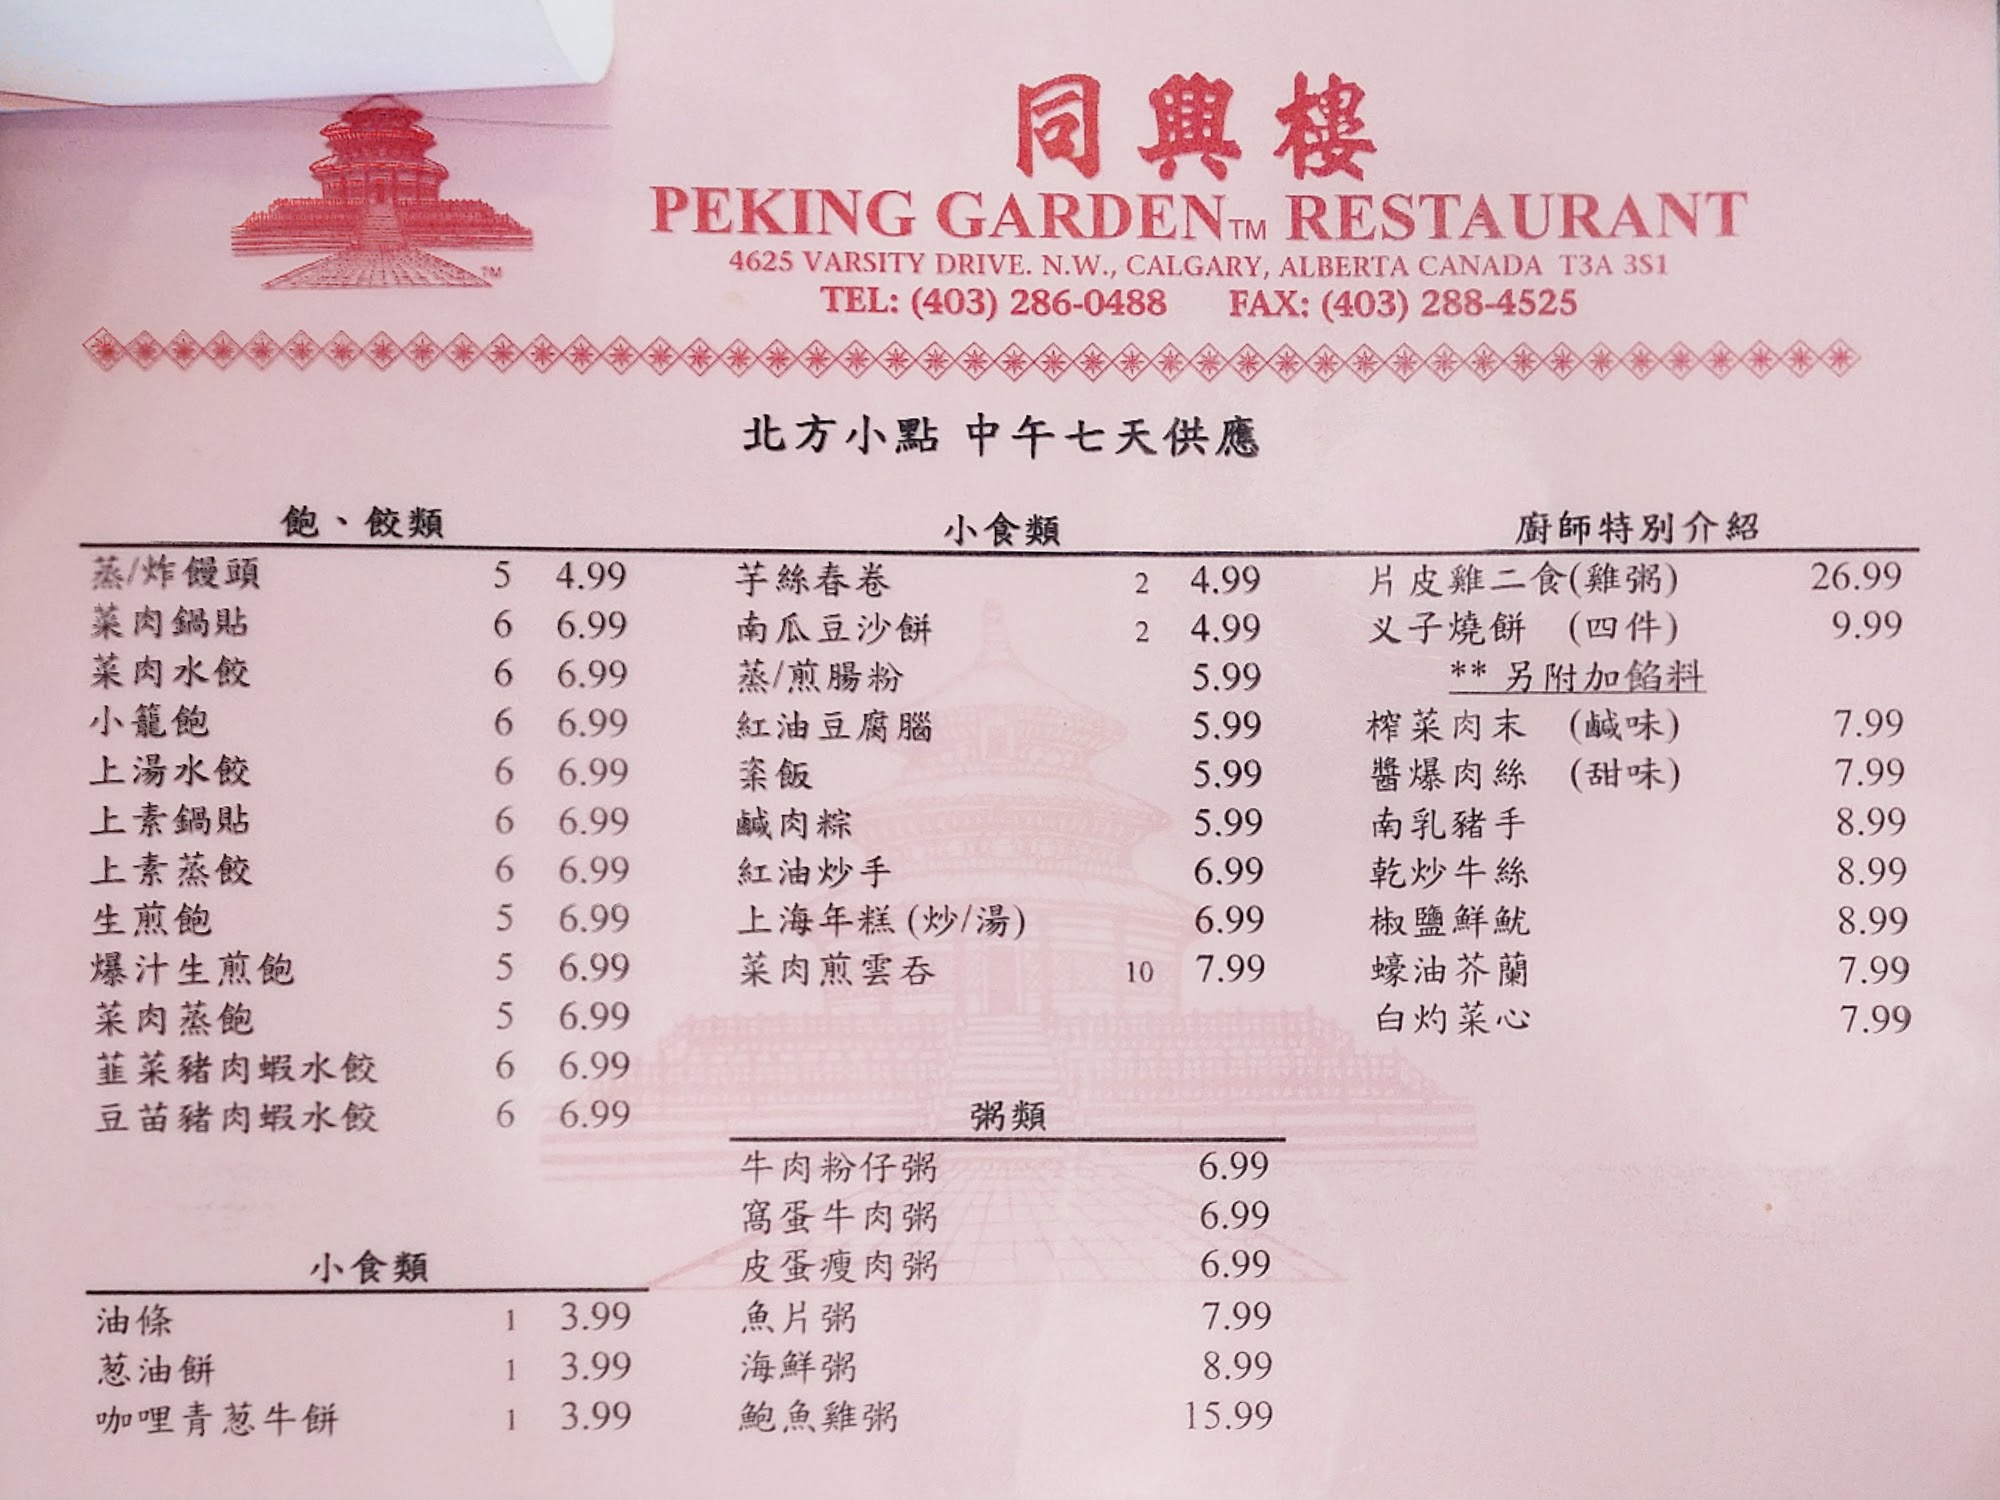 同興樓
PEKING GARDEN™ RESTAURANT
4625 VARSITY DRIVE. N.W., CALGARY, ALBERTA CANADA T3A 3S1
TEL: (403) 286-0488 FAX: (403) 288-4525
TM
北方小點 中午七天供應
飽、餃類
蒸/炸饅頭 5 4.99
菜肉鍋貼 6 6.99
菜肉水餃 6 6.99
小籠飽 6 6.99
上湯水餃 6 6.99
上素鍋貼 6 6.99
上素蒸餃 6 6.99
生煎飽 5 6.99
爆汁生煎飽 5 6.99
菜肉蒸飽 5 6.99
韮菜豬肉蝦水餃 6 6.99
豆苗豬肉蝦水餃 6 6.99
小食類
油條 1 3.99
葱油餅 1 3.99
咖哩青葱牛餅 1 3.99
小食類
芋絲春卷 2 4.99
南瓜豆沙餅 2 4.99
蒸/煎腸粉 5.99
紅油豆腐腦 5.99
粢飯 5.99
鹹肉粽 5.99
紅油炒手 6.99
上海年糕 (炒/湯) 6.99
菜肉煎雲吞 10 7.99
粥類
牛肉粉仔粥 6.99
窩蛋牛肉粥 6.99
皮蛋瘦肉粥 6.99
魚片粥 7.99
海鮮粥 8.99
鮑魚雞粥 15.99
廚師特別介紹
片皮雞二食(雞粥) 26.99
义子燒餅 (四件) 9.99
** 另附加餡料
榨菜肉末 (鹹味) 7.99
醬爆肉絲 (甜味) 7.99
南乳豬手 8.99
乾炒牛絲 8.99
椒鹽鮮魷 8.99
蠔油芥蘭 7.99
白灼菜心 7.99